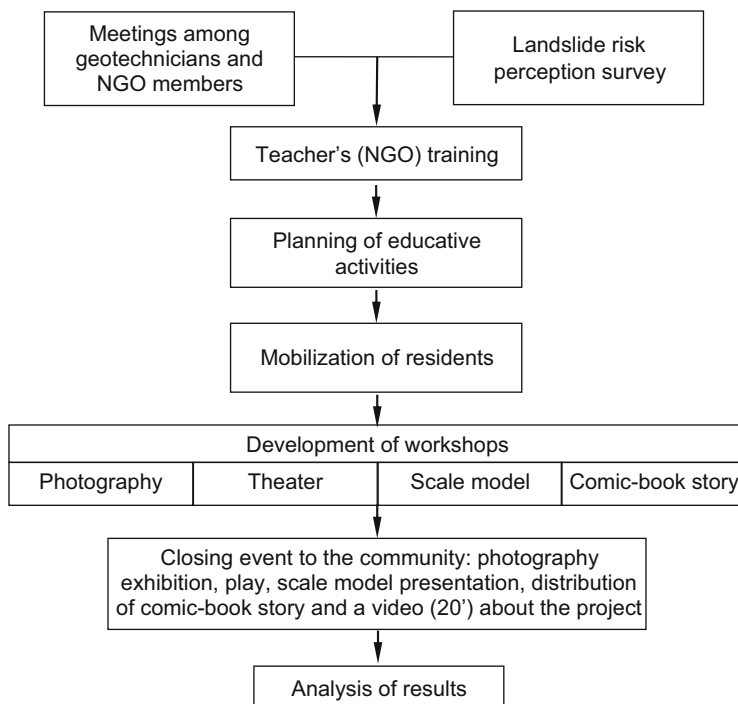 Meetings among
geotechnicians and
NGO members
Landslide risk
perception survey
Teacher's (NGO) training
Planning of educative
activities
Mobilization of residents
Development of workshops
Photography
Theater
Scale model
Comic-book story
Closing event to the community: photography
exhibition, play, scale model presentation, distribution
of comic-book story and a video (20') about the project
Analysis of results